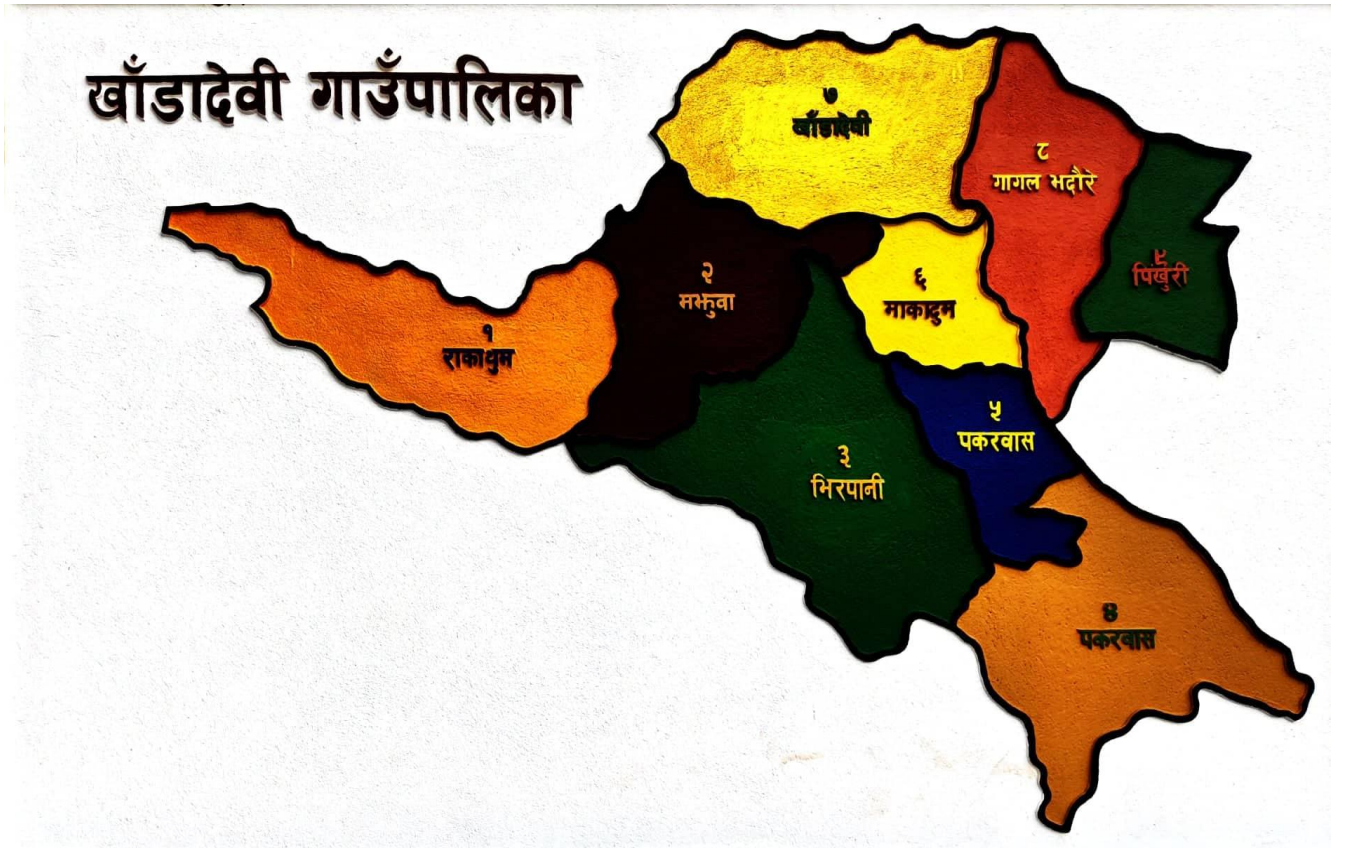 खाँडादेवी गाउँपालिका
७
खाँडादेवी
८
गागल भदौरे
९
पिंखुरी
२
मझुवा
६
माकादुम
१
राकाथुम
५
पकरवास
३
भिरपानी
४
पकरवास